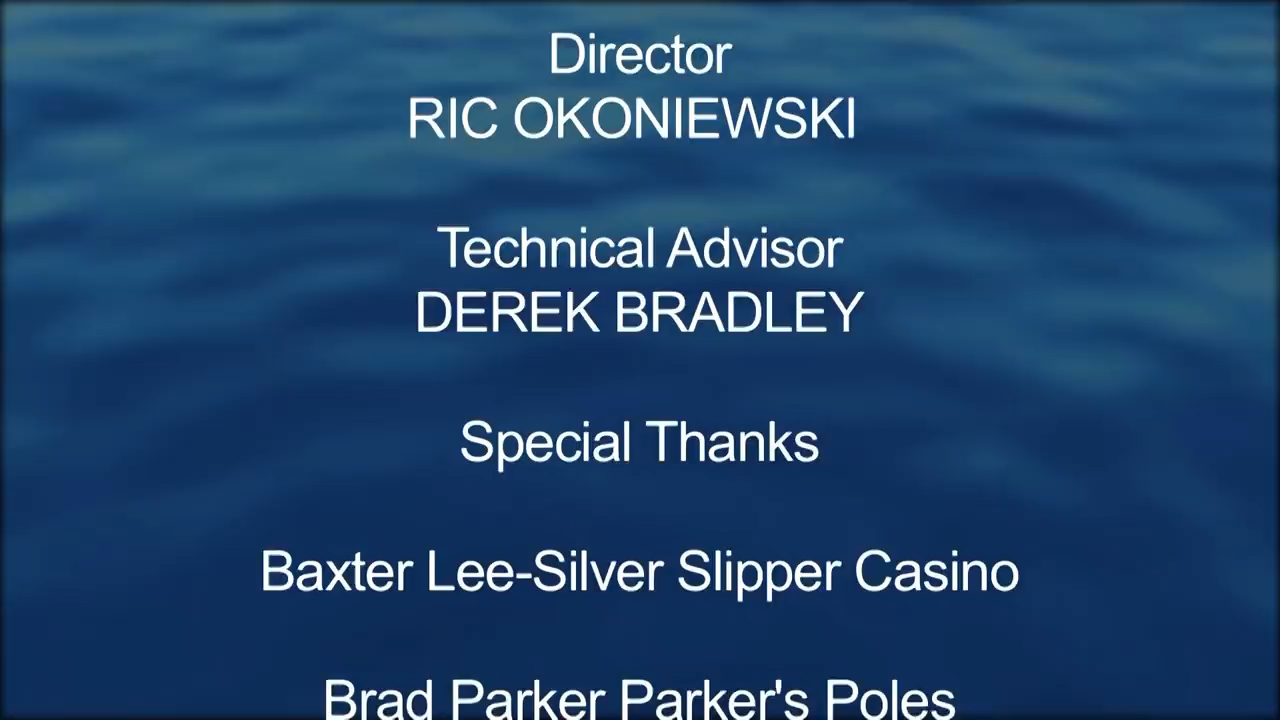 Director
RIC OKONIEWSKI
Technical Advisor
DEREK BRADLEY
Special Thanks
Baxter Lee-Silver Slipper Casino
Brad Parker Parker's Poles